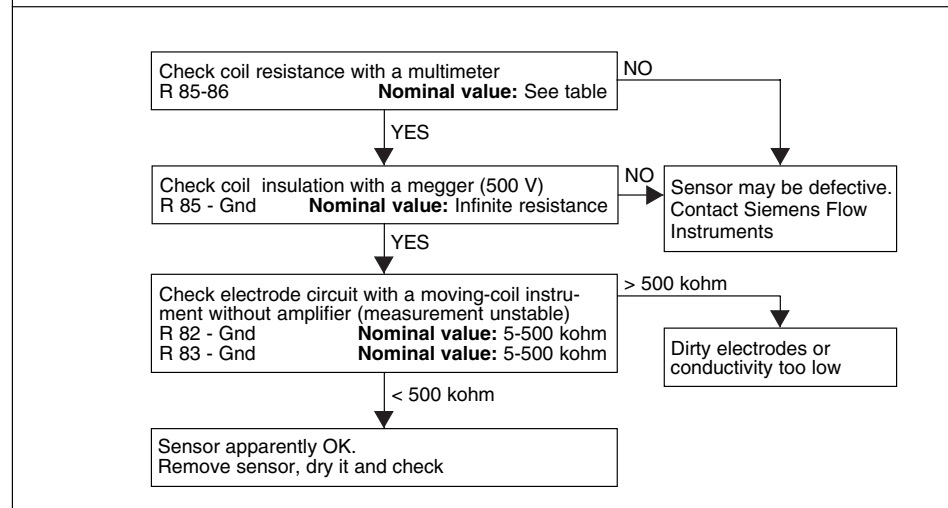 Check coil resistance with a multimeter
R 85-86 Nominal value: See table
NO
YES
Check coil insulation with a megger (500 V)
R 85 - Gnd Nominal value: Infinite resistance
NO
Sensor may be defective.
Contact Siemens Flow
Instruments
YES
Check electrode circuit with a moving-coil instru-
ment without amplifier (measurement unstable)
R 82 - Gnd Nominal value: 5-500 kohm
R 83 - Gnd Nominal value: 5-500 kohm
> 500 kohm
Dirty electrodes or
conductivity too low
< 500 kohm
Sensor apparently OK.
Remove sensor, dry it and check